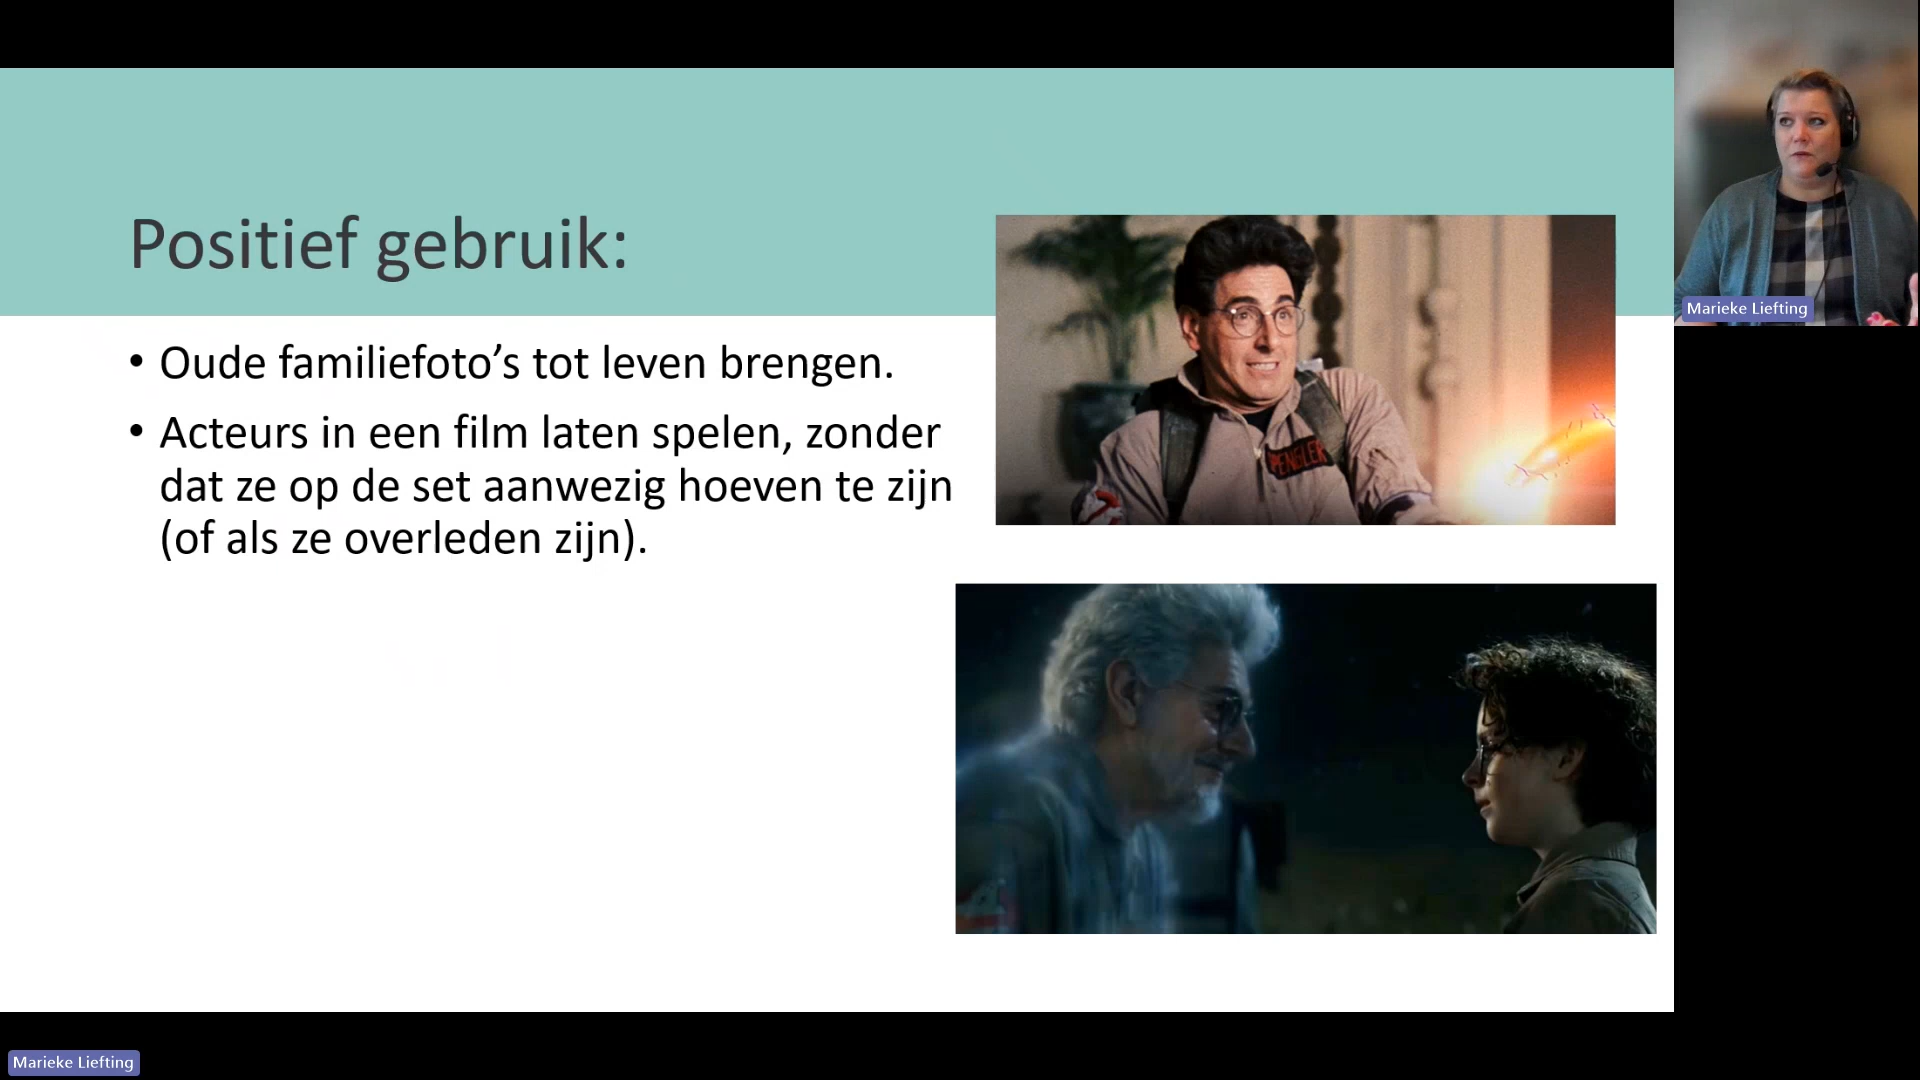 Positief gebruik:
• Oude familiefoto’s tot leven brengen.
• Acteurs in een film laten spelen, zonder
dat ze op de set aanwezig hoeven te zijn
(of als ze overleden zijn).
SPENGLER
Marieke Liefting
Marieke Liefting